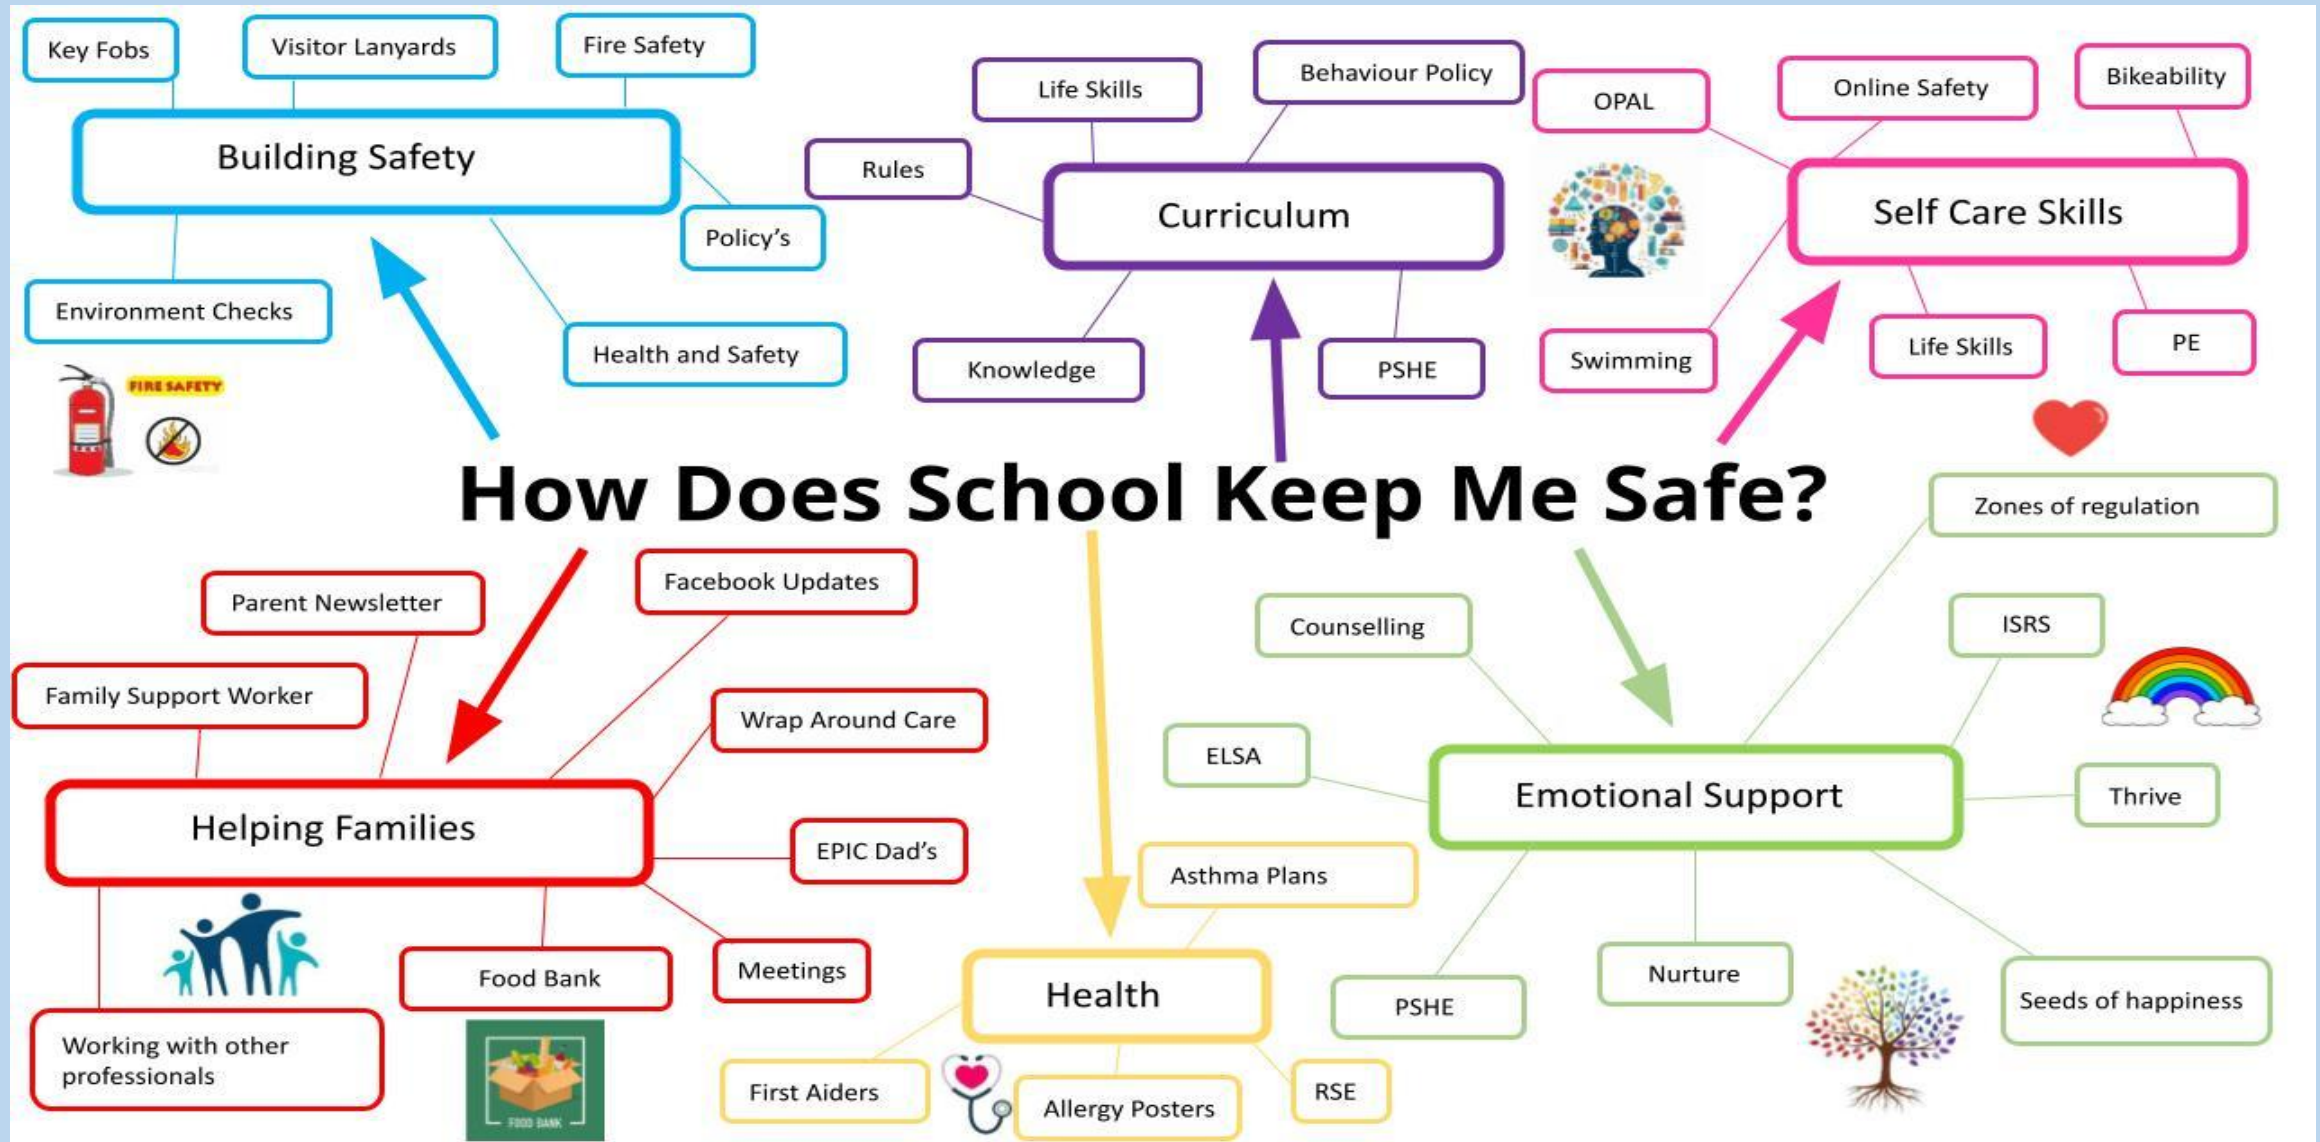 Key Fobs
Visitor Lanyards
Fire Safety
Building Safety
Policy's
Environment Checks
Health and Safety
FIRE SAFETY
Life Skills
Behaviour Policy
Rules
Curriculum
Knowledge
PSHE
OPAL
Online Safety
Bikeability
Self Care Skills
Swimming
Life Skills
PE
How Does School Keep Me Safe?
Parent Newsletter
Facebook Updates
Family Support Worker
Wrap Around Care
Helping Families
EPIC Dad's
Food Bank
Meetings
Working with other
professionals
FOOD BANK
Asthma Plans
Health
First Aiders
Allergy Posters
RSE
Zones of regulation
Counselling
ISRS
ELSA
Emotional Support
Thrive
PSHE
Nurture
Seeds of happiness